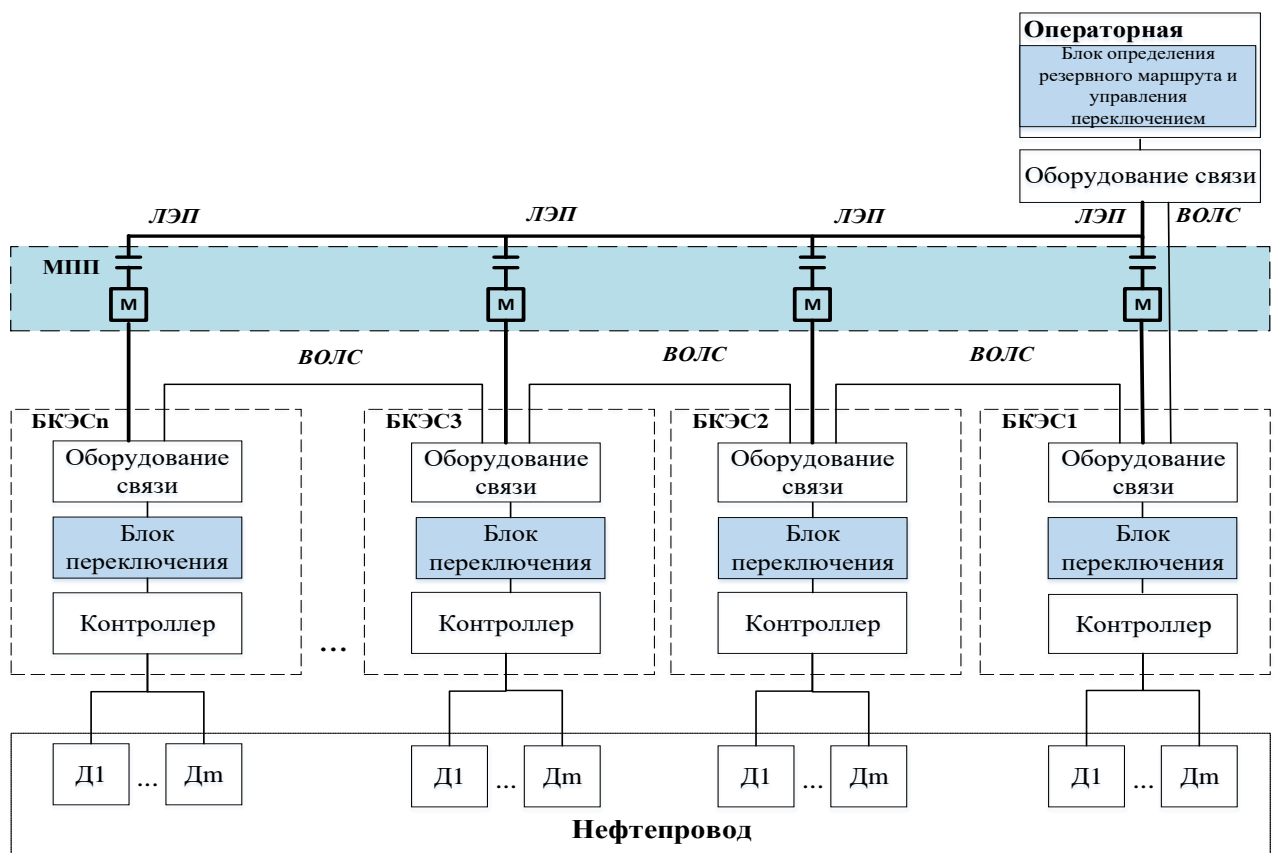 Операторная
Блок определения
резервного маршрута и
управления
переключением
Оборудование связи
ЛЭП
ЛЭП
ЛЭП
ЛЭП
ВОЛС
МПП
М
М
М
М
ВОЛС
ВОЛС
ВОЛС
БКЭСn
БКЭС3
БКЭС2
БКЭС1
Оборудование
связи
Оборудование
связи
Оборудование
связи
Оборудование
связи
Блок
переключения
Блок
переключения
Блок
переключения
Блок
переключения
Контроллер
...
Контроллер
Контроллер
Контроллер
Д1 ... Дm
Д1 ... Дm
Д1 ... Дm
Д1 ... Дm
Нефтепровод